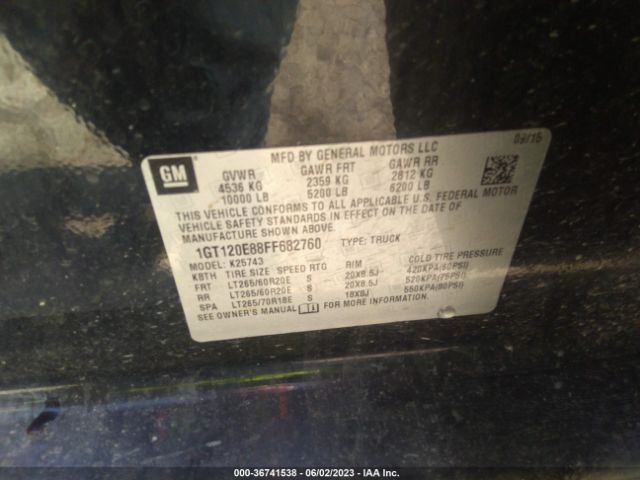 03/15
MFD BY GENERAL MOTORS LLC
GM
GVWR GAWR FRT GAWR RR
4536 KG 2359 KG 2812 KG
10000 LB 5200 LB 6200 LB
THIS VEHICLE CONFORMS TO ALL APPLICABLE U.S. FEDERAL MOTOR
VEHICLE SAFETY STANDARDS IN EFFECT ON THE DATE OF
MANUFACTURE SHOWN ABOVE.
1GT120E88FF682760 TYPE: TRUCK
MODEL: K25743
KBTH TIRE SIZE SPEED RTG RIM COLD TIRE PRESSURE
FRT LT265/60R20E S 20X8.5J 420KPA(60PSI)
RR LT265/60R20E S 20X8.5J 520KPA(75PSI)
SPA LT265/70R18E S 18X8J 550KPA(80PSI)
SEE OWNER'S MANUAL FOR MORE INFORMATION.
000-36741538 - 06/02/2023 - IAA Inc.